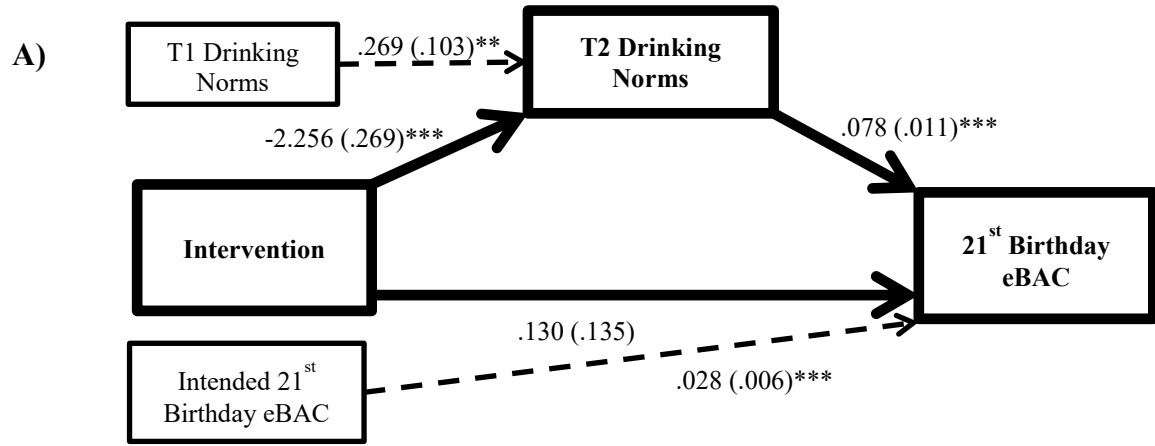 A)
T1 Drinking
Norms
.269 (.103)**
T2 Drinking
Norms
-2.256 (.269)***
.078 (.011)***
Intervention
21st Birthday
eBAC
.130 (.135)
Intended 21st
Birthday eBAC
.028 (.006)***